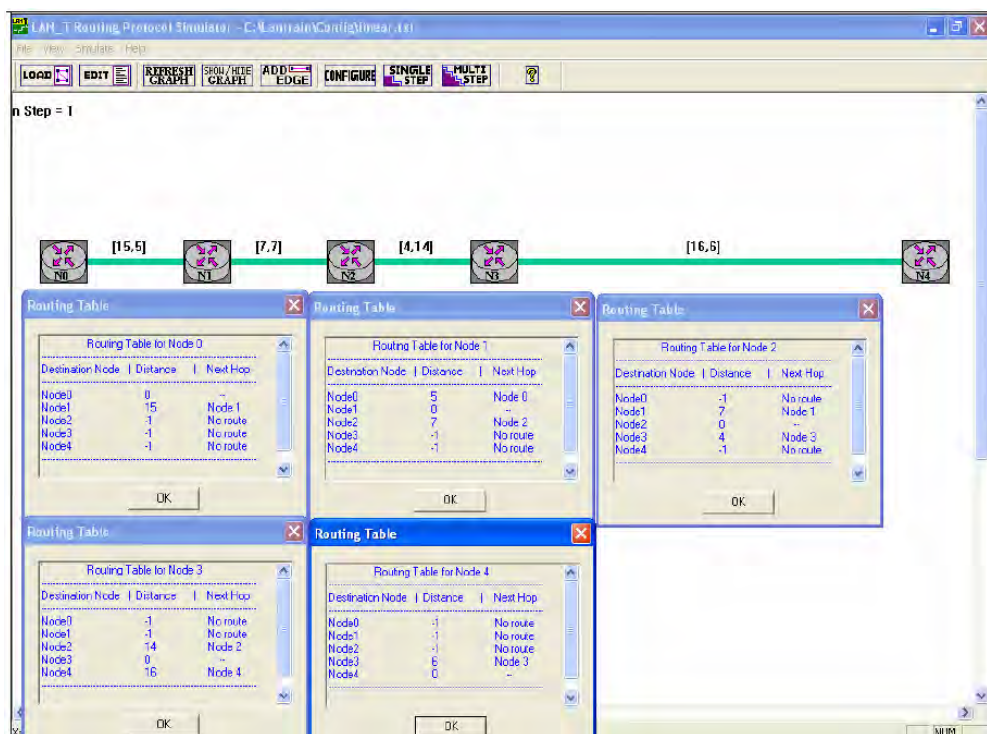 LAN_T Routing Protocol Simulator - C:\Lantrain\Config\linear.txt
File View Simulate Help
LOAD EDIT REFRESH GRAPH SHOW/HIDE GRAPH ADD EDGE CONFIGURE SINGLE STEP MULTI STEP ?
n Step = 1
[15,5] [7,7] [4,14] [16,6]
N0 N1 N2 N3 N4
Routing Table
Routing Table for Node 0
Destination Node | Distance | Next Hop
Node0 0 --
Node1 15 Node 1
Node2 -1 No route
Node3 -1 No route
Node4 -1 No route
OK
Routing Table
Routing Table for Node 1
Destination Node | Distance | Next Hop
Node0 5 Node 0
Node1 0 --
Node2 7 Node 2
Node3 -1 No route
Node4 -1 No route
OK
Routing Table
Routing Table for Node 2
Destination Node | Distance | Next Hop
Node0 -1 No route
Node1 7 Node 1
Node2 0 --
Node3 4 Node 3
Node4 -1 No route
OK
Routing Table
Routing Table for Node 3
Destination Node | Distance | Next Hop
Node0 -1 No route
Node1 -1 No route
Node2 14 Node 2
Node3 0 --
Node4 16 Node 4
OK
Routing Table
Routing Table for Node 4
Destination Node | Distance | Next Hop
Node0 -1 No route
Node1 -1 No route
Node2 -1 No route
Node3 6 Node 3
Node4 0 --
OK
NUM